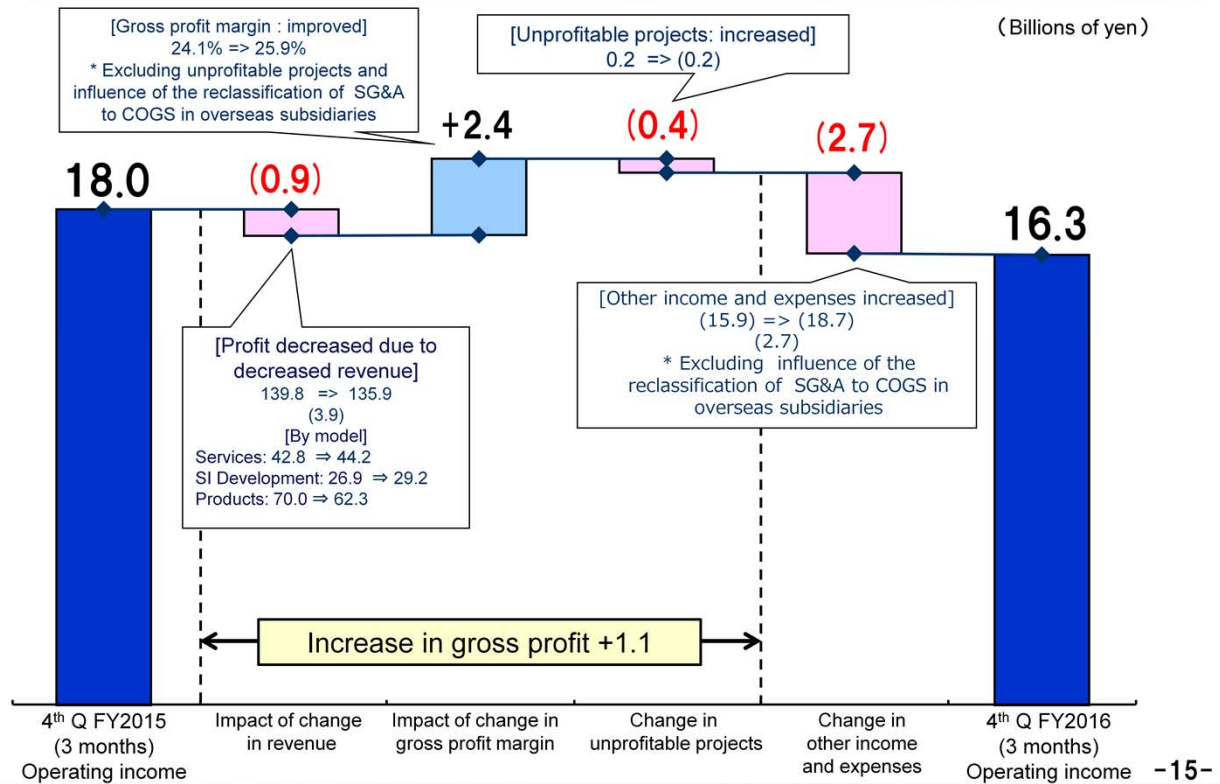 (Billions of yen)
[Gross profit margin : improved]
24.1% => 25.9%
* Excluding unprofitable projects and
influence of the reclassification of SG&A
to COGS in overseas subsidiaries
[Unprofitable projects: increased]
0.2 => (0.2)
18.0
(0.9)
+2.4
(0.4)
(2.7)
16.3
[Profit decreased due to
decreased revenue]
139.8 => 135.9
(3.9)
[By model]
Services: 42.8 ⇒ 44.2
SI Development: 26.9 ⇒ 29.2
Products: 70.0 ⇒ 62.3
[Other income and expenses increased]
(15.9) => (18.7)
(2.7)
* Excluding influence of the
reclassification of SG&A to COGS in
overseas subsidiaries
Increase in gross profit +1.1
4th Q FY2015
(3 months)
Operating income
Impact of change
in revenue
Impact of change in
gross profit margin
Change in
unprofitable projects
Change in
other income
and expenses
4th Q FY2016
(3 months)
Operating income
-15-